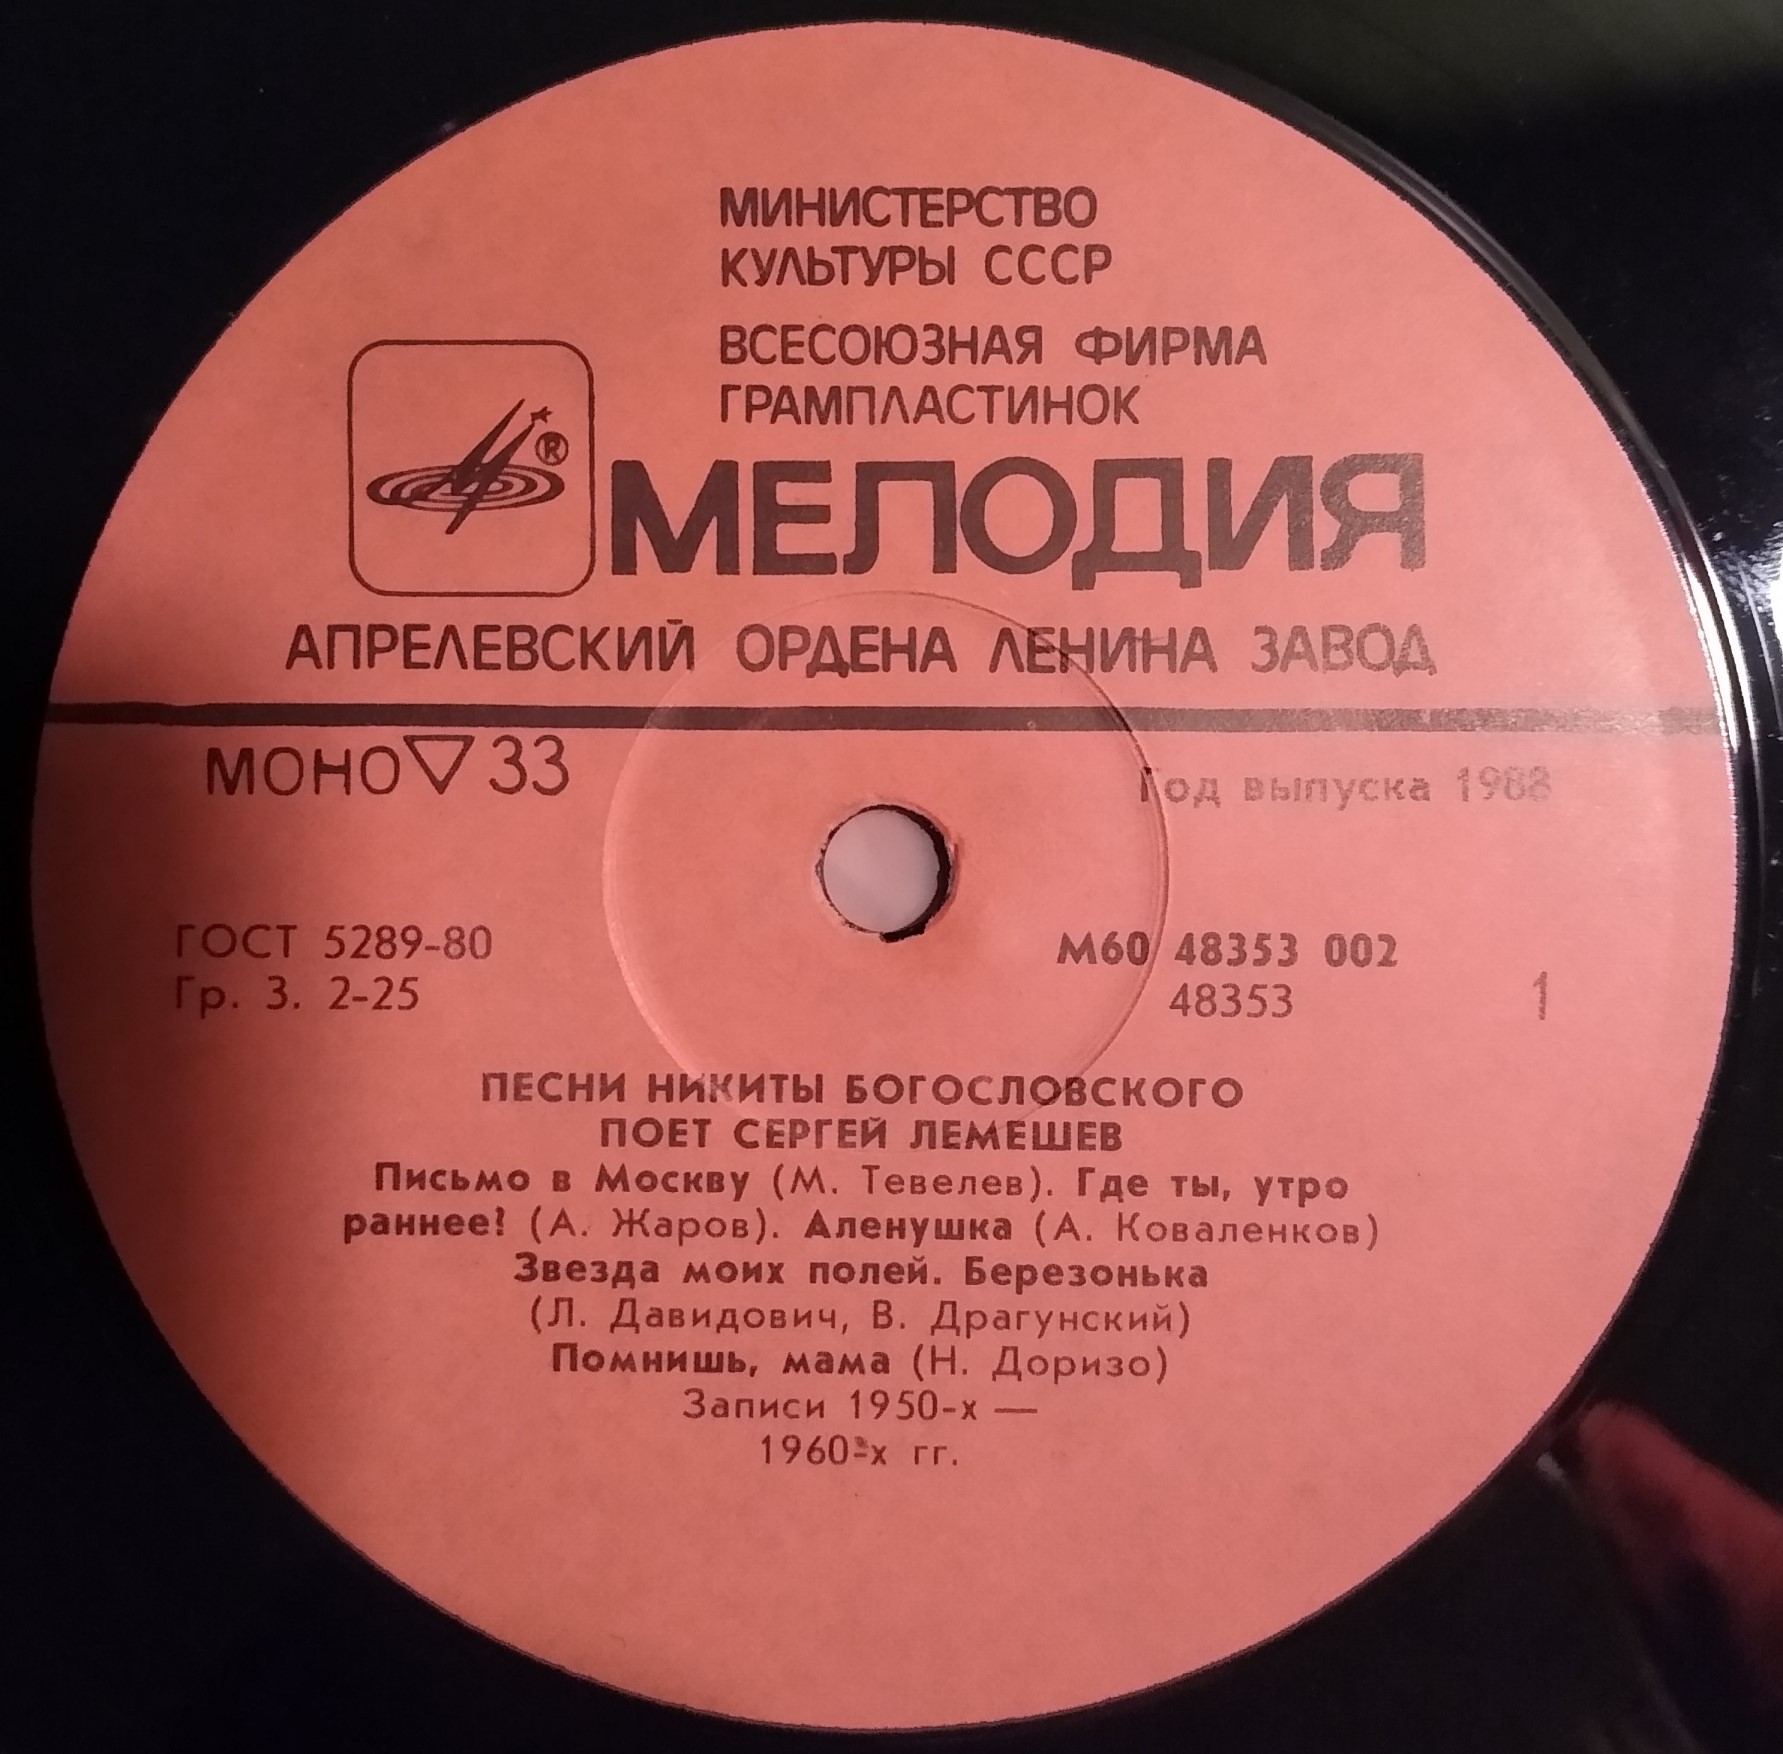 МИНИСТЕРСТВО
КУЛЬТУРЫ СССР
ВСЕСОЮЗНАЯ ФИРМА
ГРАМПЛАСТИНОК
®
МЕЛОДИЯ
АПРЕЛЕВСКИЙ ОРДЕНА ЛЕНИНА ЗАВОД
МОНО ▽ 33
Год выпуска 1988
ГОСТ 5289-80
Гр. 3. 2-25
М60 48353 002
48353
1
ПЕСНИ НИКИТЫ БОГОСЛОВСКОГО
ПОЕТ СЕРГЕЙ ЛЕМЕШЕВ
Письмо в Москву (М. Тевелев). Где ты, утро
раннее? (А. Жаров). Аленушка (А. Коваленков)
Звезда моих полей. Березонька
(Л. Давидович, В. Драгунский)
Помнишь, мама (Н. Доризо)
Записи 1950-х —
1960-х гг.